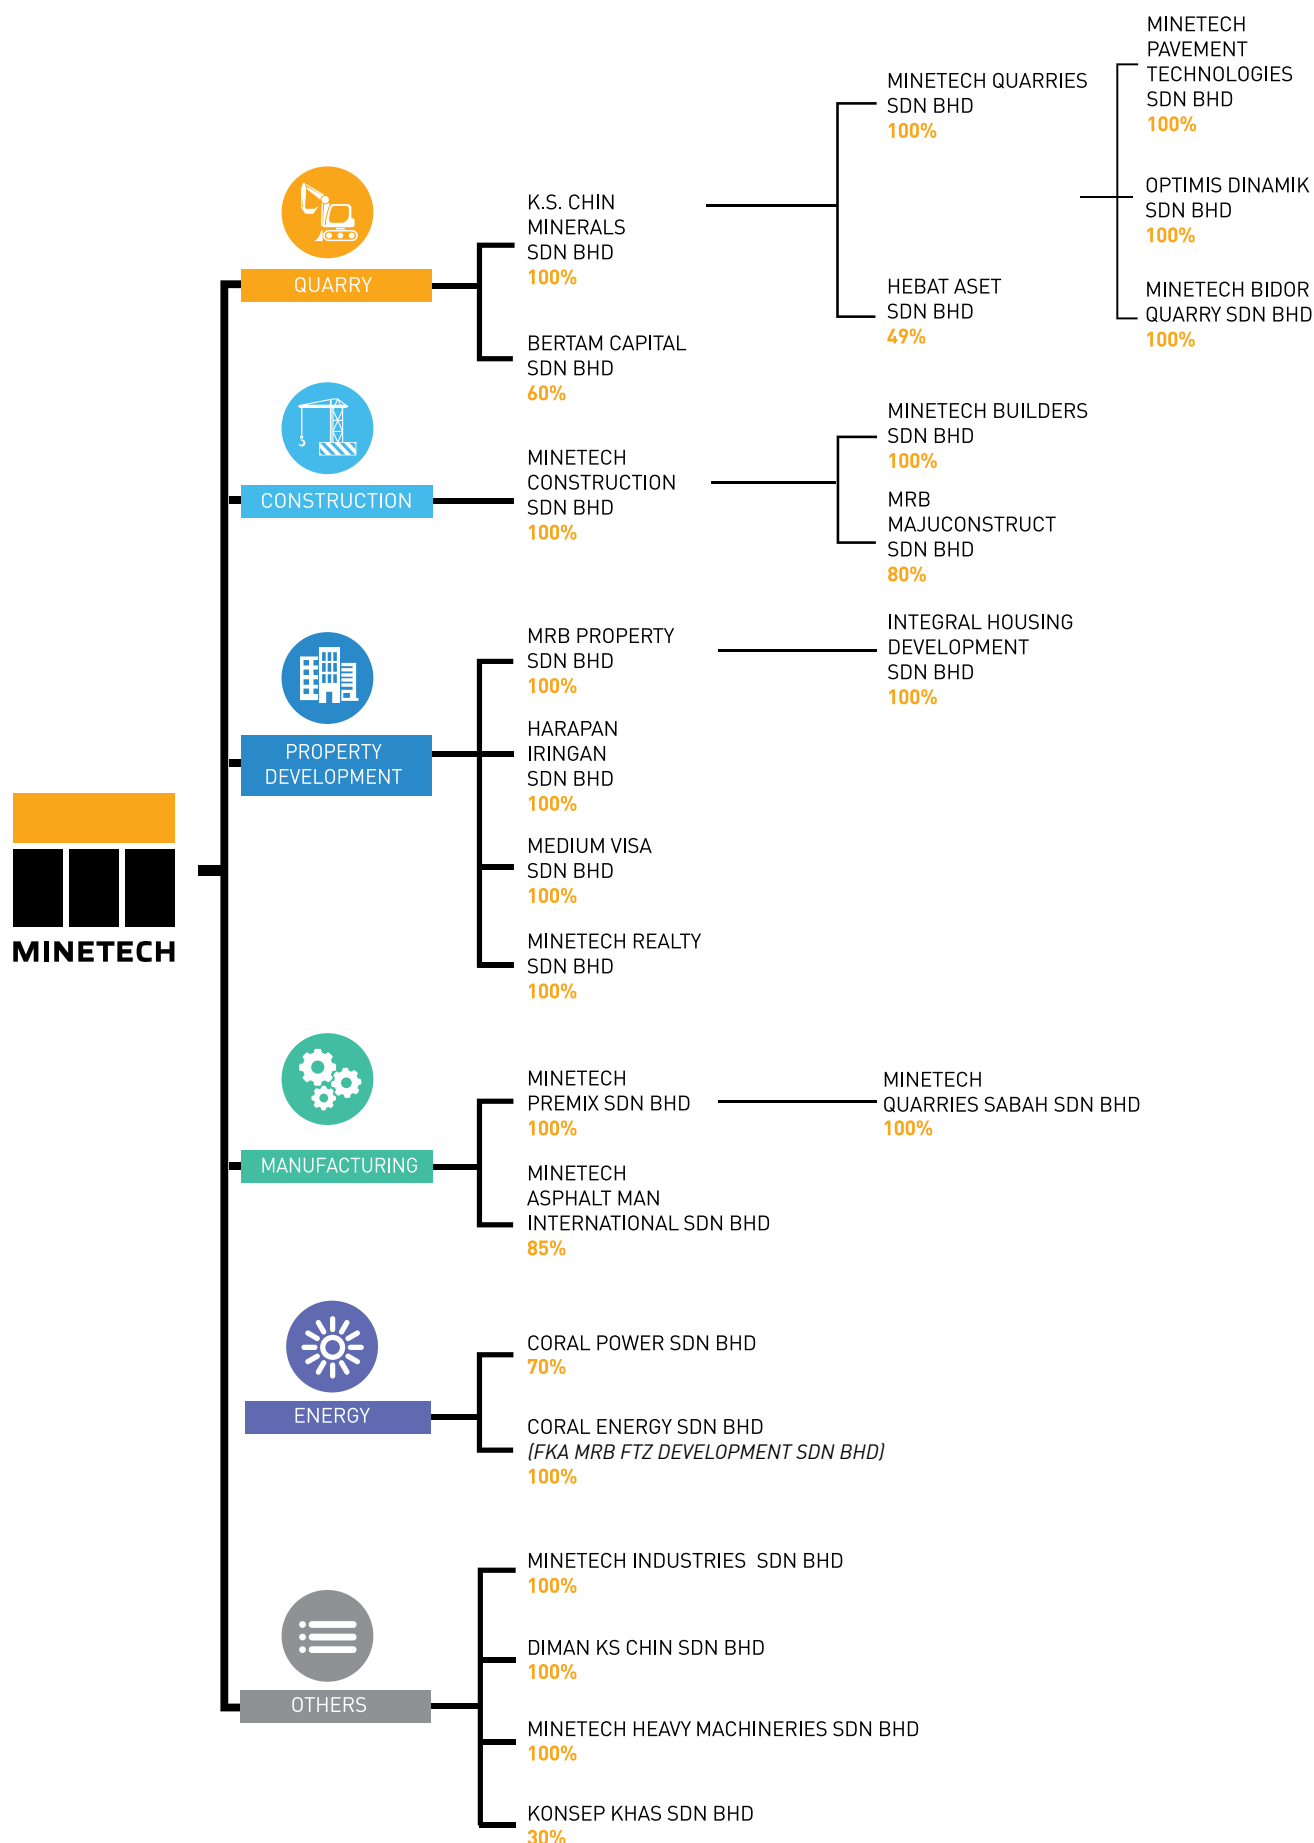 MINETECH
QUARRY
K.S. CHIN
MINERALS
SDN BHD
100%
BERTAM CAPITAL
SDN BHD
60%
MINETECH QUARRIES
SDN BHD
100%
HEBAT ASET
SDN BHD
49%
MINETECH
PAVEMENT
TECHNOLOGIES
SDN BHD
100%
OPTIMIS DINAMIK
SDN BHD
100%
MINETECH BIDOR
QUARRY SDN BHD
100%
CONSTRUCTION
MINETECH
CONSTRUCTION
SDN BHD
100%
MINETECH BUILDERS
SDN BHD
100%
MRB
MAJUCONSTRUCT
SDN BHD
80%
PROPERTY
DEVELOPMENT
MRB PROPERTY
SDN BHD
100%
INTEGRAL HOUSING
DEVELOPMENT
SDN BHD
100%
HARAPAN
IRINGAN
SDN BHD
100%
MEDIUM VISA
SDN BHD
100%
MINETECH REALTY
SDN BHD
100%
MANUFACTURING
MINETECH
PREMIX SDN BHD
100%
MINETECH
QUARRIES SABAH SDN BHD
100%
MINETECH
ASPHALT MAN
INTERNATIONAL SDN BHD
85%
ENERGY
CORAL POWER SDN BHD
70%
CORAL ENERGY SDN BHD
(FKA MRB FTZ DEVELOPMENT SDN BHD)
100%
OTHERS
MINETECH INDUSTRIES SDN BHD
100%
DIMAN KS CHIN SDN BHD
100%
MINETECH HEAVY MACHINERIES SDN BHD
100%
KONSEP KHAS SDN BHD
30%